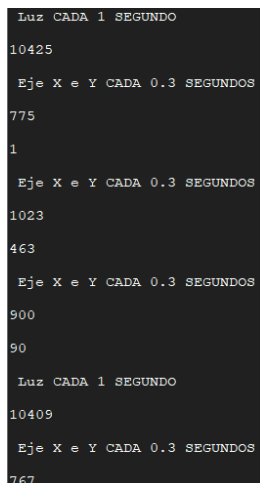 Luz CADA 1 SEGUNDO
10425
Eje X e Y CADA 0.3 SEGUNDOS
775
1
Eje X e Y CADA 0.3 SEGUNDOS
1023
463
Eje X e Y CADA 0.3 SEGUNDOS
900
90
Luz CADA 1 SEGUNDO
10409
Eje X e Y CADA 0.3 SEGUNDOS
767